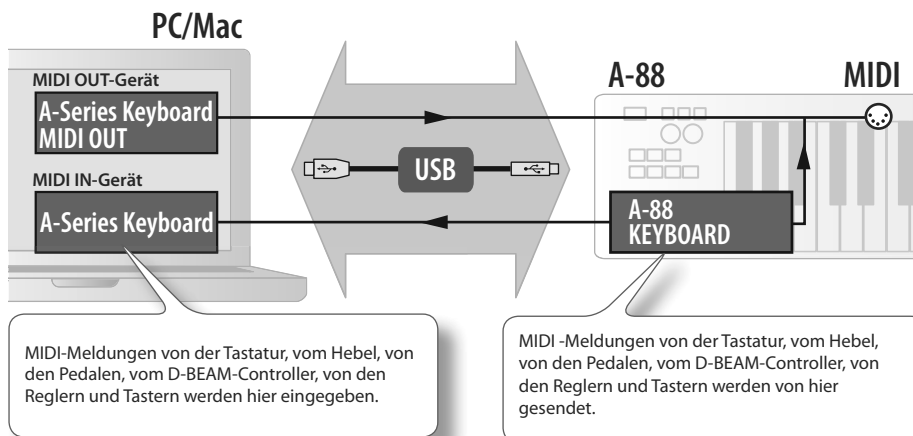 PC/Mac
MIDI OUT-Gerät
A-Series Keyboard
MIDI OUT
MIDI IN-Gerät
A-Series Keyboard
USB
A-88
MIDI
A-88
KEYBOARD
MIDI-Meldungen von der Tastatur, vom Hebel, von
den Pedalen, vom D-BEAM-Controller, von den
Reglern und Tastern werden hier eingegeben.
MIDI -Meldungen von der Tastatur, vom Hebel,
von den Pedalen, vom D-BEAM-Controller, von
den Reglern und Tastern werden von hier
gesendet.